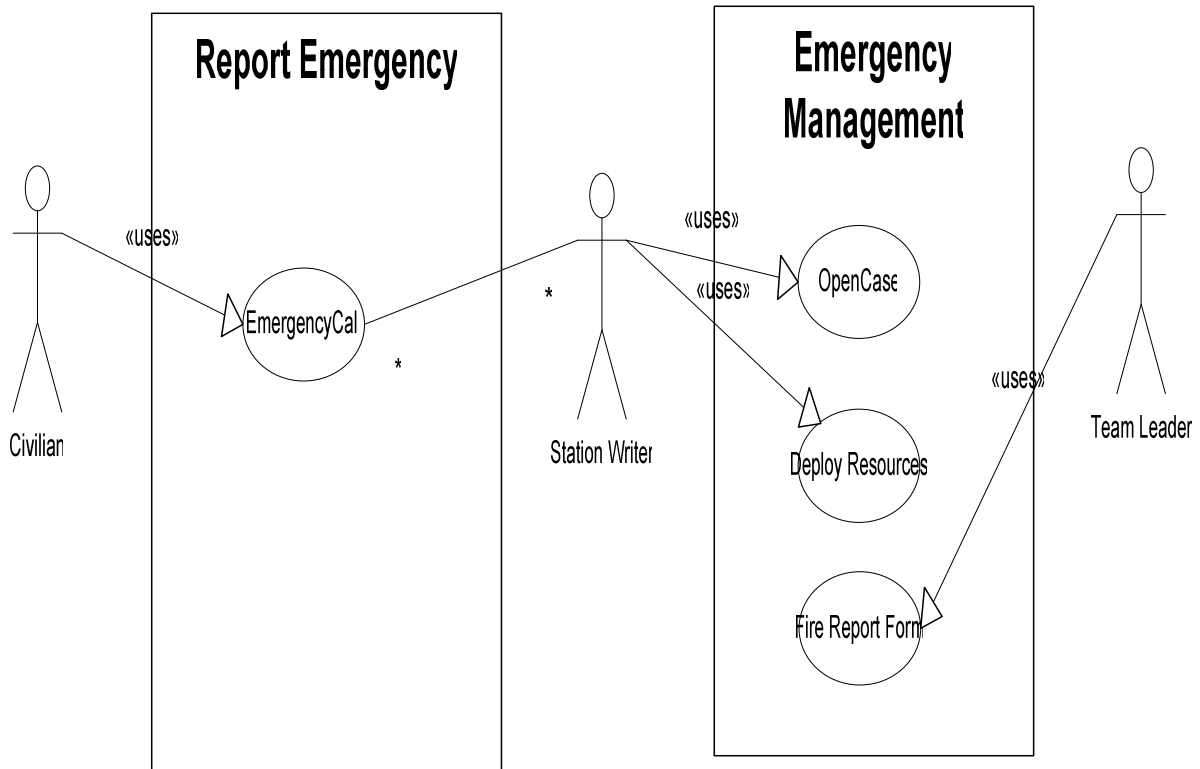 Report Emergency
Emergency
Management
«uses»
EmergencyCal
*
*
Civilian
Station Writer
«uses»
«uses»
OpenCase
Deploy Resources
Fire Report Form
«uses»
Team Leader